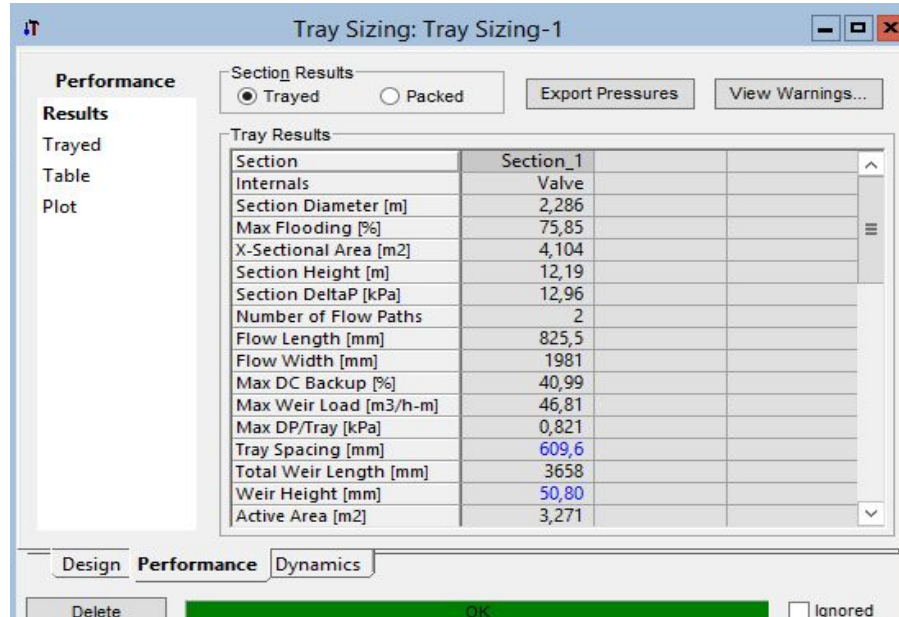 Tray Sizing: Tray Sizing-1
Performance
Results
Trayed
Table
Plot
Section Results
Trayed Packed
Export Pressures
View Warnings...
Tray Results
Section Section_1
Internals Valve
Section Diameter [m] 2,286
Max Flooding [%] 75,85
X-Sectional Area [m2] 4,104
Section Height [m] 12,19
Section DeltaP [kPa] 12,96
Number of Flow Paths 2
Flow Length [mm] 825,5
Flow Width [mm] 1981
Max DC Backup [%] 40,99
Max Weir Load [m3/h-m] 46,81
Max DP/Tray [kPa] 0,821
Tray Spacing [mm] 609,6
Total Weir Length [mm] 3658
Weir Height [mm] 50,80
Active Area [m2] 3,271
Design Performance Dynamics
Delete OK Ignored